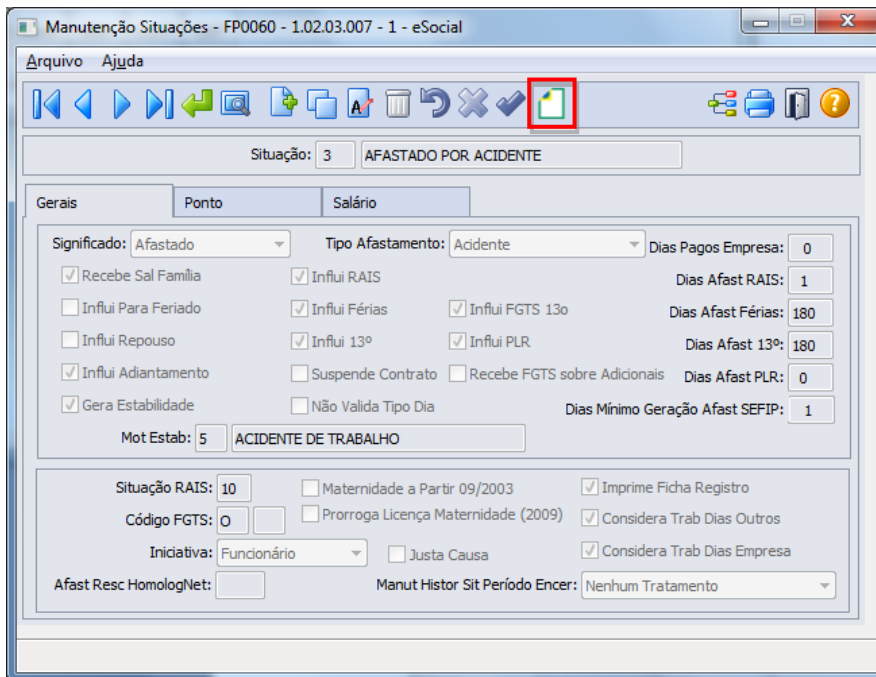 Manutenção Situações - FP0060 - 1.02.03.007 - 1 - eSocial
Arquivo Ajuda
Situação: 3 AFASTADO POR ACIDENTE
Gerais Ponto Salário
Significado: Afastado Tipo Afastamento: Acidente Dias Pagos Empresa: 0
Recebe Sal Família Influi RAIS Dias Afast RAIS: 1
Influi Para Feriado Influi Férias Influi FGTS 13o Dias Afast Férias: 180
Influi Repouso Influi 13º Influi PLR Dias Afast 13º: 180
Influi Adiantamento Suspende Contrato Recebe FGTS sobre Adicionais Dias Afast PLR: 0
Gera Estabilidade Não Valida Tipo Dia Dias Mínimo Geração Afast SEFIP: 1
Mot Estab: 5 ACIDENTE DE TRABALHO
Situação RAIS: 10 Maternidade a Partir 09/2003 Imprime Ficha Registro
Código FGTS: O Prorroga Licença Maternidade (2009) Considera Trab Dias Outros
Iniciativa: Funcionário Justa Causa Considera Trab Dias Empresa
Afast Resc HomologNet: Manut Histor Sit Período Encer: Nenhum Tratamento